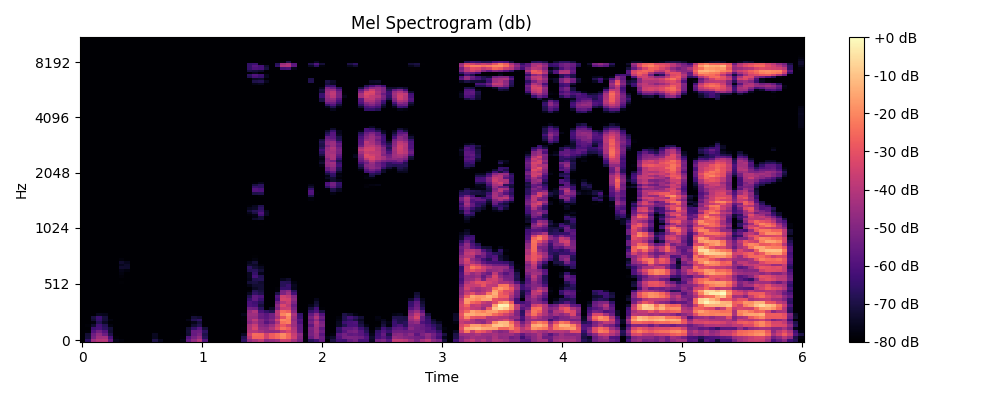 Mel Spectrogram (db)
8192
4096
2048
1024
512
0
Hz
0 1 2 3 4 5 6
Time
+0 dB
-10 dB
-20 dB
-30 dB
-40 dB
-50 dB
-60 dB
-70 dB
-80 dB